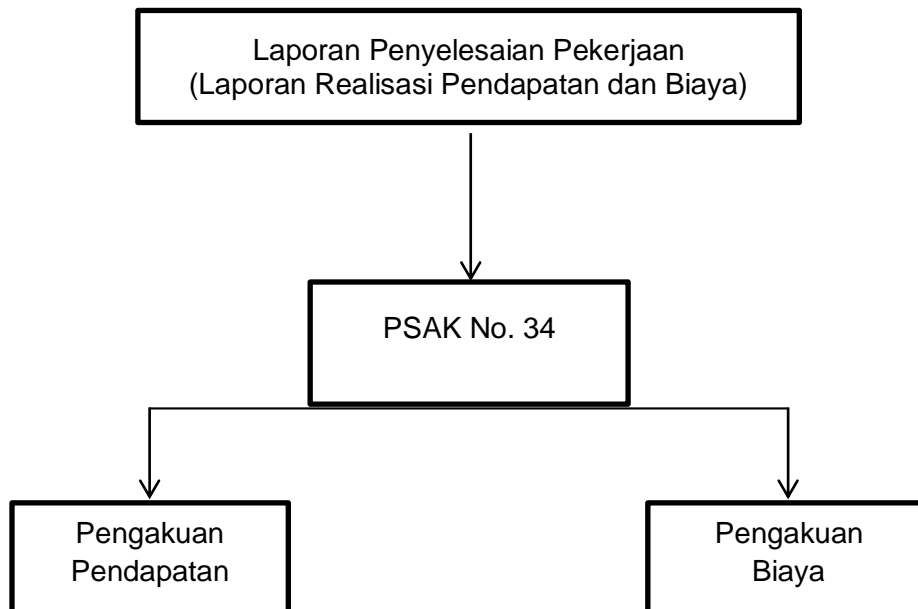 Laporan Penyelesaian Pekerjaan
(Laporan Realisasi Pendapatan dan Biaya)
PSAK No. 34
Pengakuan
Pendapatan
Pengakuan
Biaya